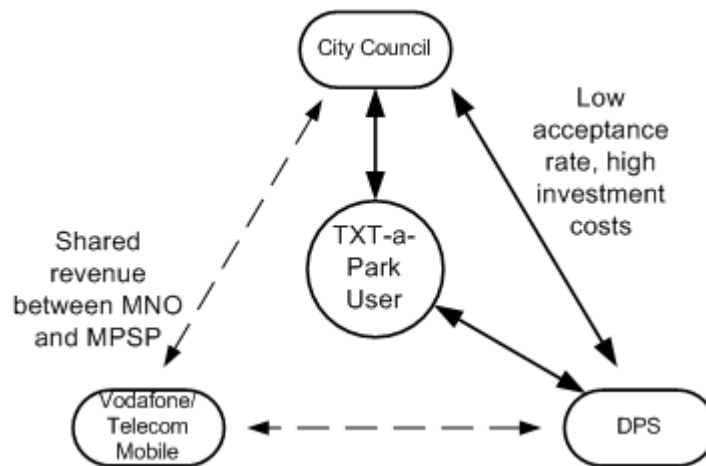 City Council
Low
acceptance
rate, high
investment
costs
TXT-a-
Park
User
Shared
revenue
between MNO
and MPSP
Vodafone/
Telecom
Mobile
DPS